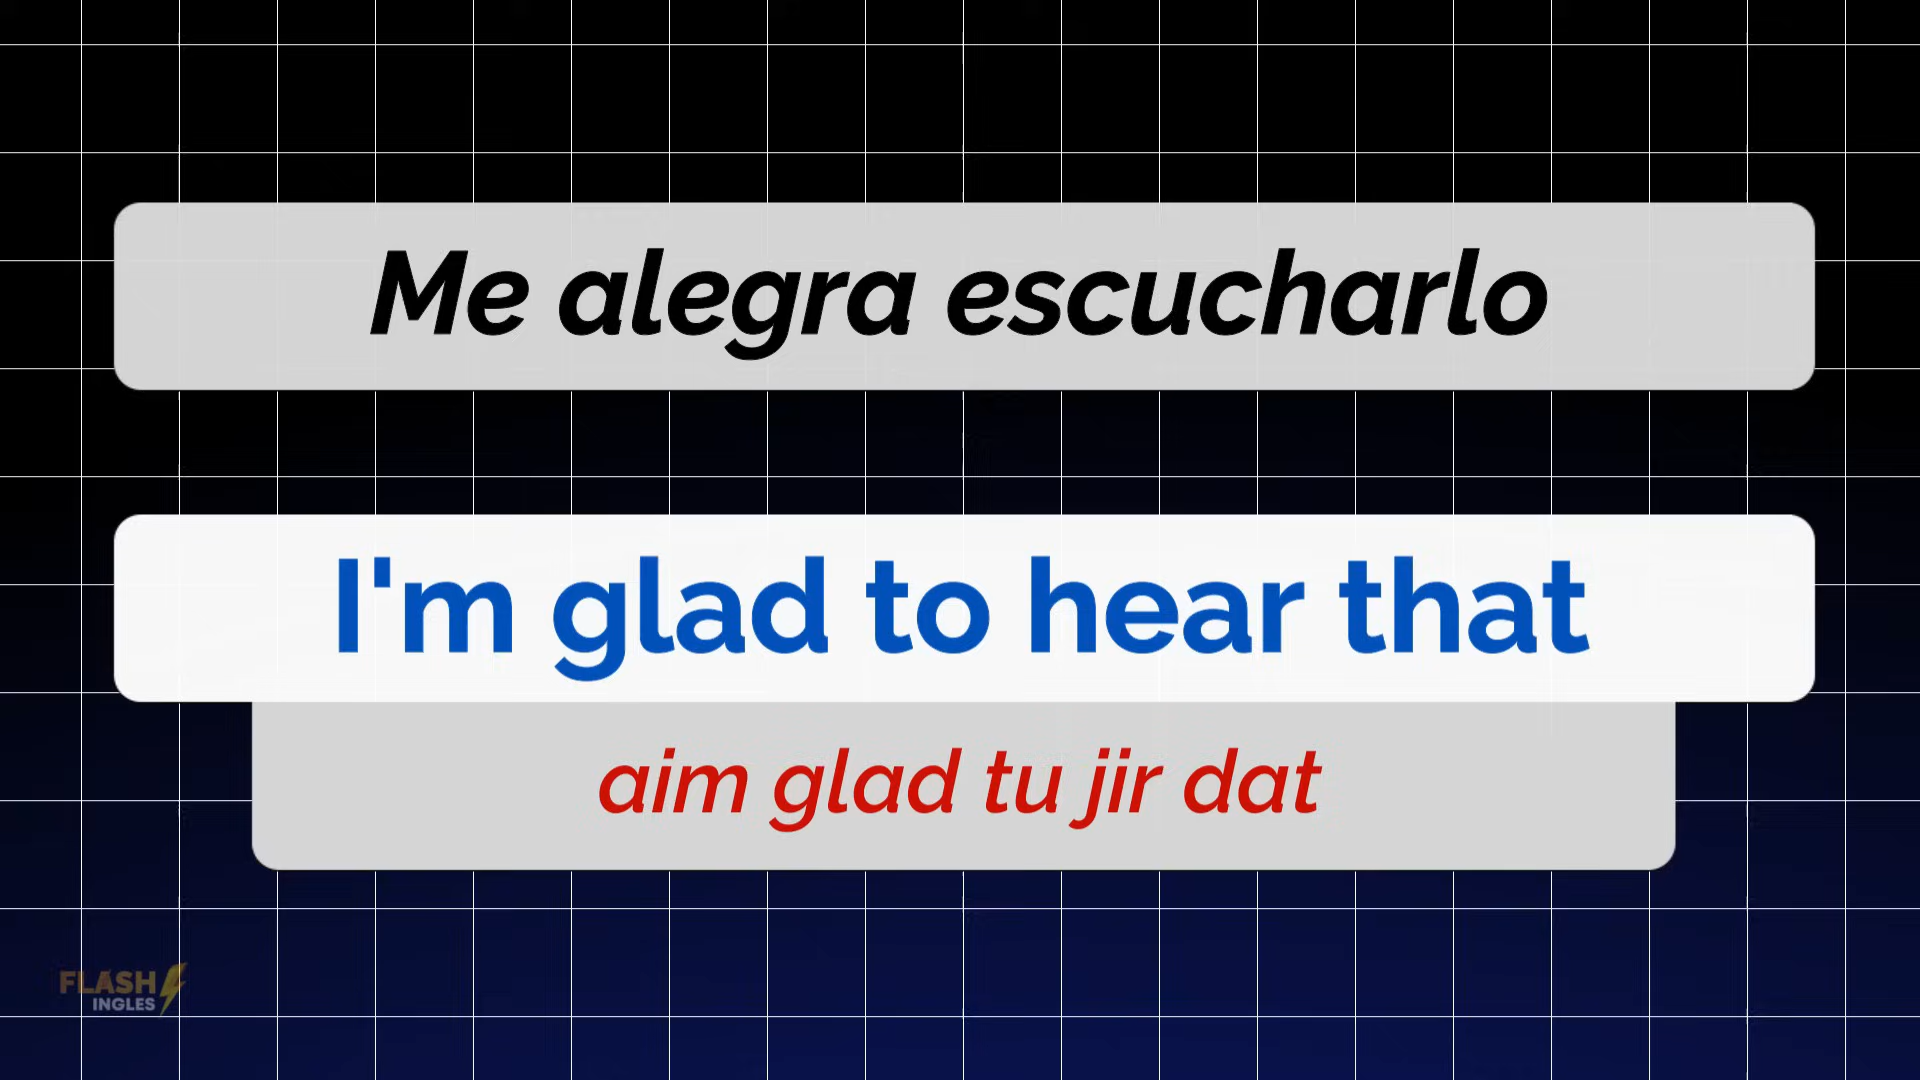 Me alegra escucharlo
I'm glad to hear that
aim glad tu jir dat
FLASH
INGLES